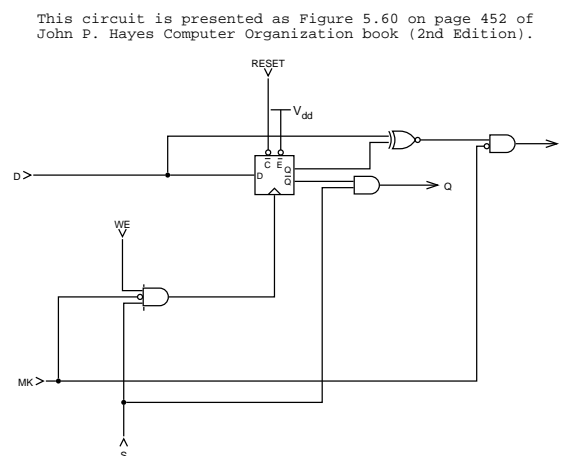 This circuit is presented as Figure 5.60 on page 452 of
John P. Hayes Computer Organization book (2nd Edition).
RESET
Vdd
C̅ E̅
D
D
Q
Q̅
Q
WE
MK
S